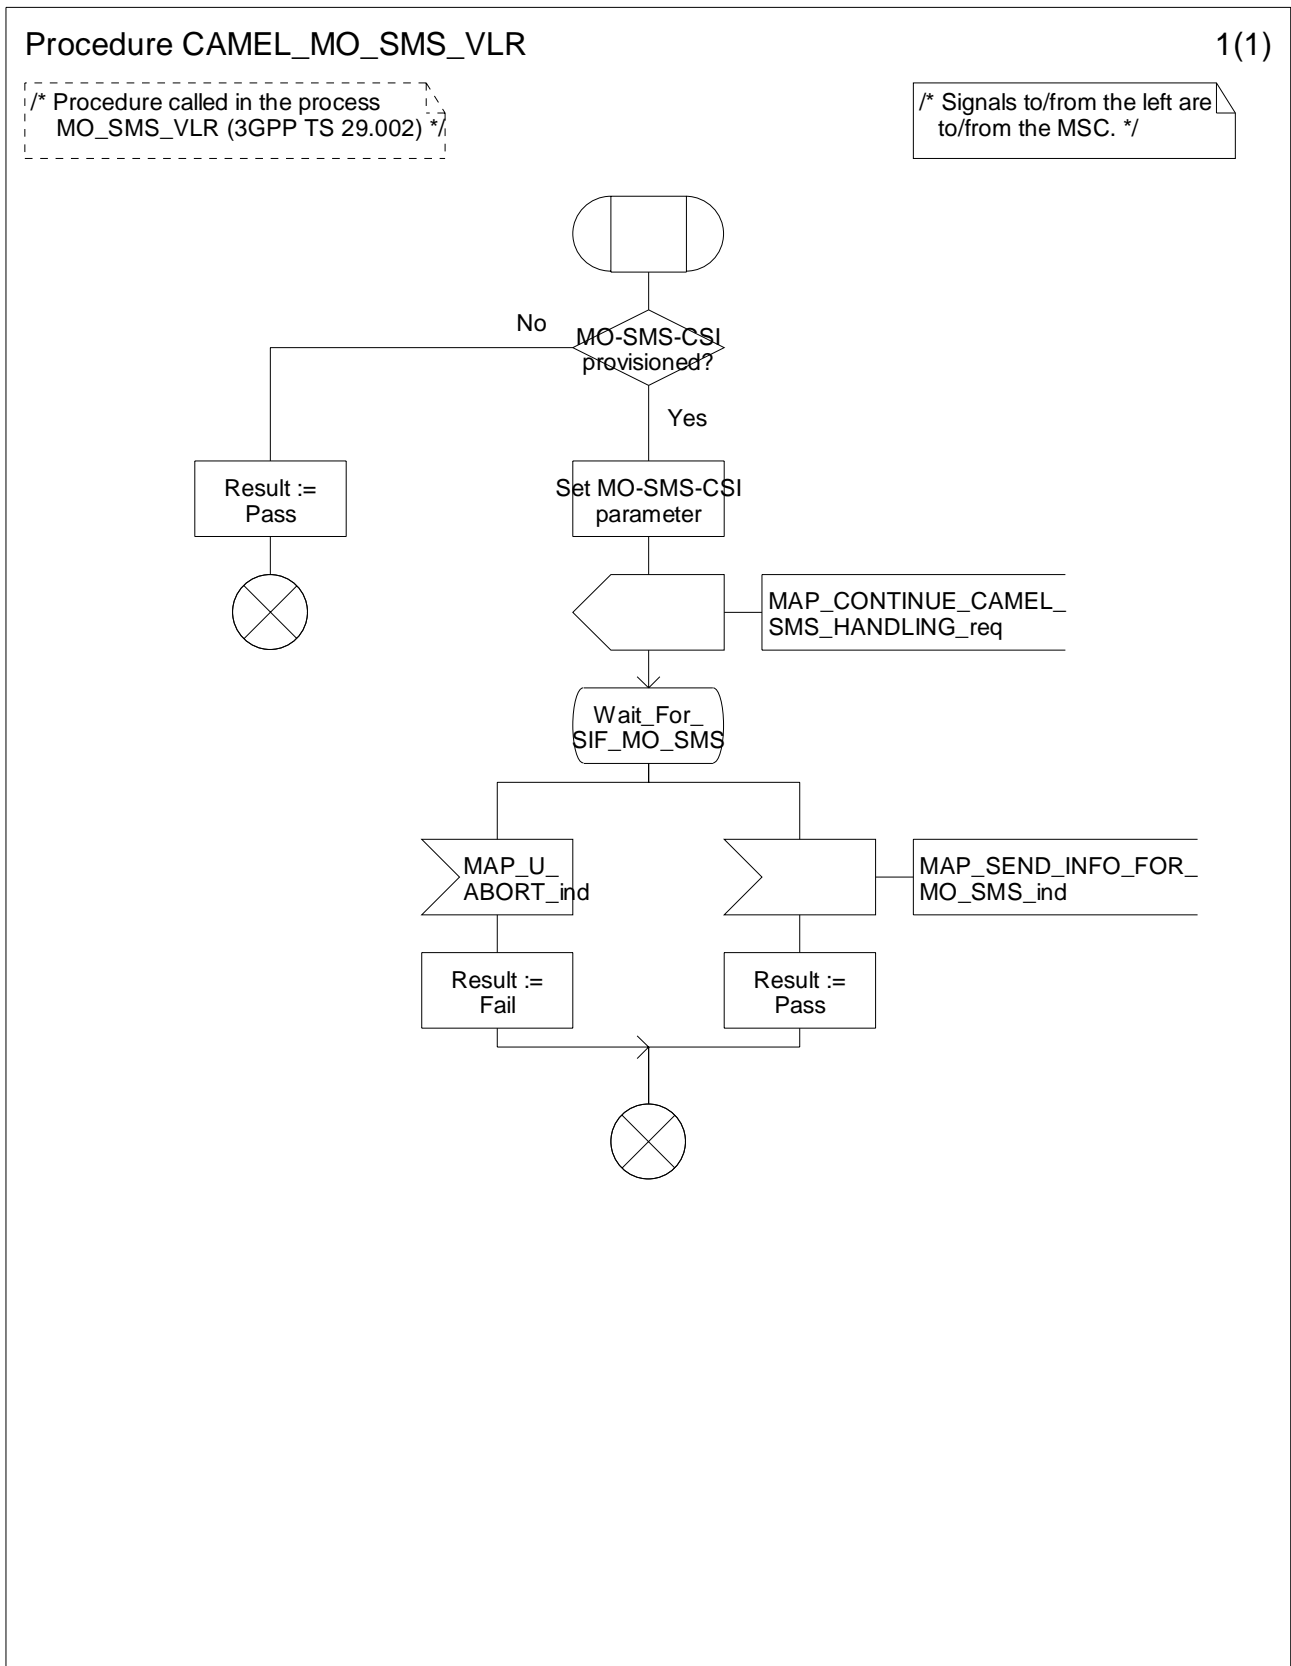 Procedure CAMEL_MO_SMS_VLR
1(1)
/* Procedure called in the process
MO_SMS_VLR (3GPP TS 29.002) */
/* Signals to/from the left are
to/from the MSC. */
No
MO-SMS-CSI
provisioned?
Yes
Result :=
Pass
Set MO-SMS-CSI
parameter
MAP_CONTINUE_CAMEL_
SMS_HANDLING_req
Wait_For_
SIF_MO_SMS
MAP_U_
ABORT_ind
MAP_SEND_INFO_FOR_
MO_SMS_ind
Result :=
Fail
Result :=
Pass